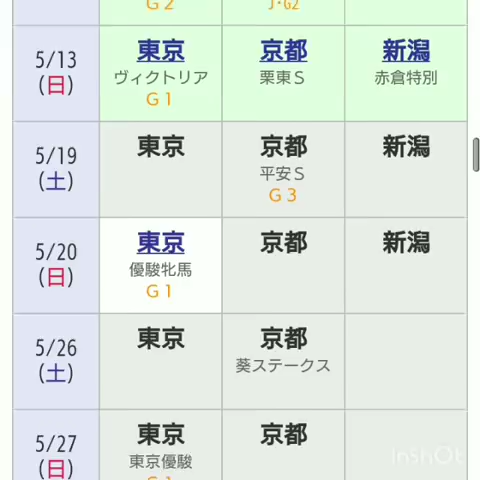 G2 J・G2
5/13 東京 京都 新潟
(日) ヴィクトリア 栗東S 赤倉特別
G1
5/19 東京 京都 新潟
(土) 平安S
G3
5/20 東京 京都 新潟
(日) 優駿牝馬
G1
5/26 東京 京都
(土) 葵ステークス
5/27 東京 京都
(日) 東京優駿
G1
InShOt